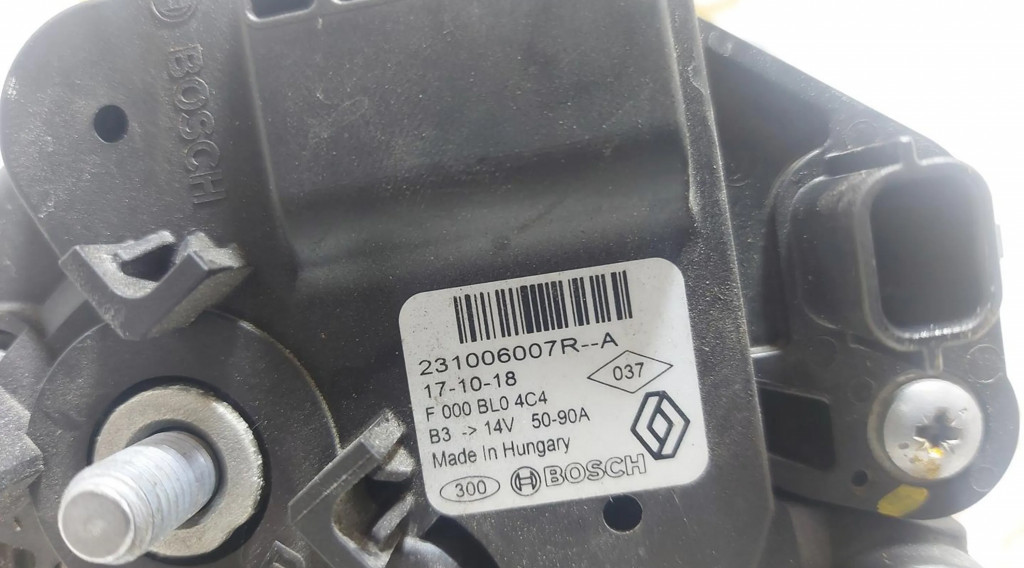 BOSCH
231006007R--A
17-10-18
037
F 000 BL0 4C4
B3 -> 14V 50-90A
Made In Hungary
300 BOSCH